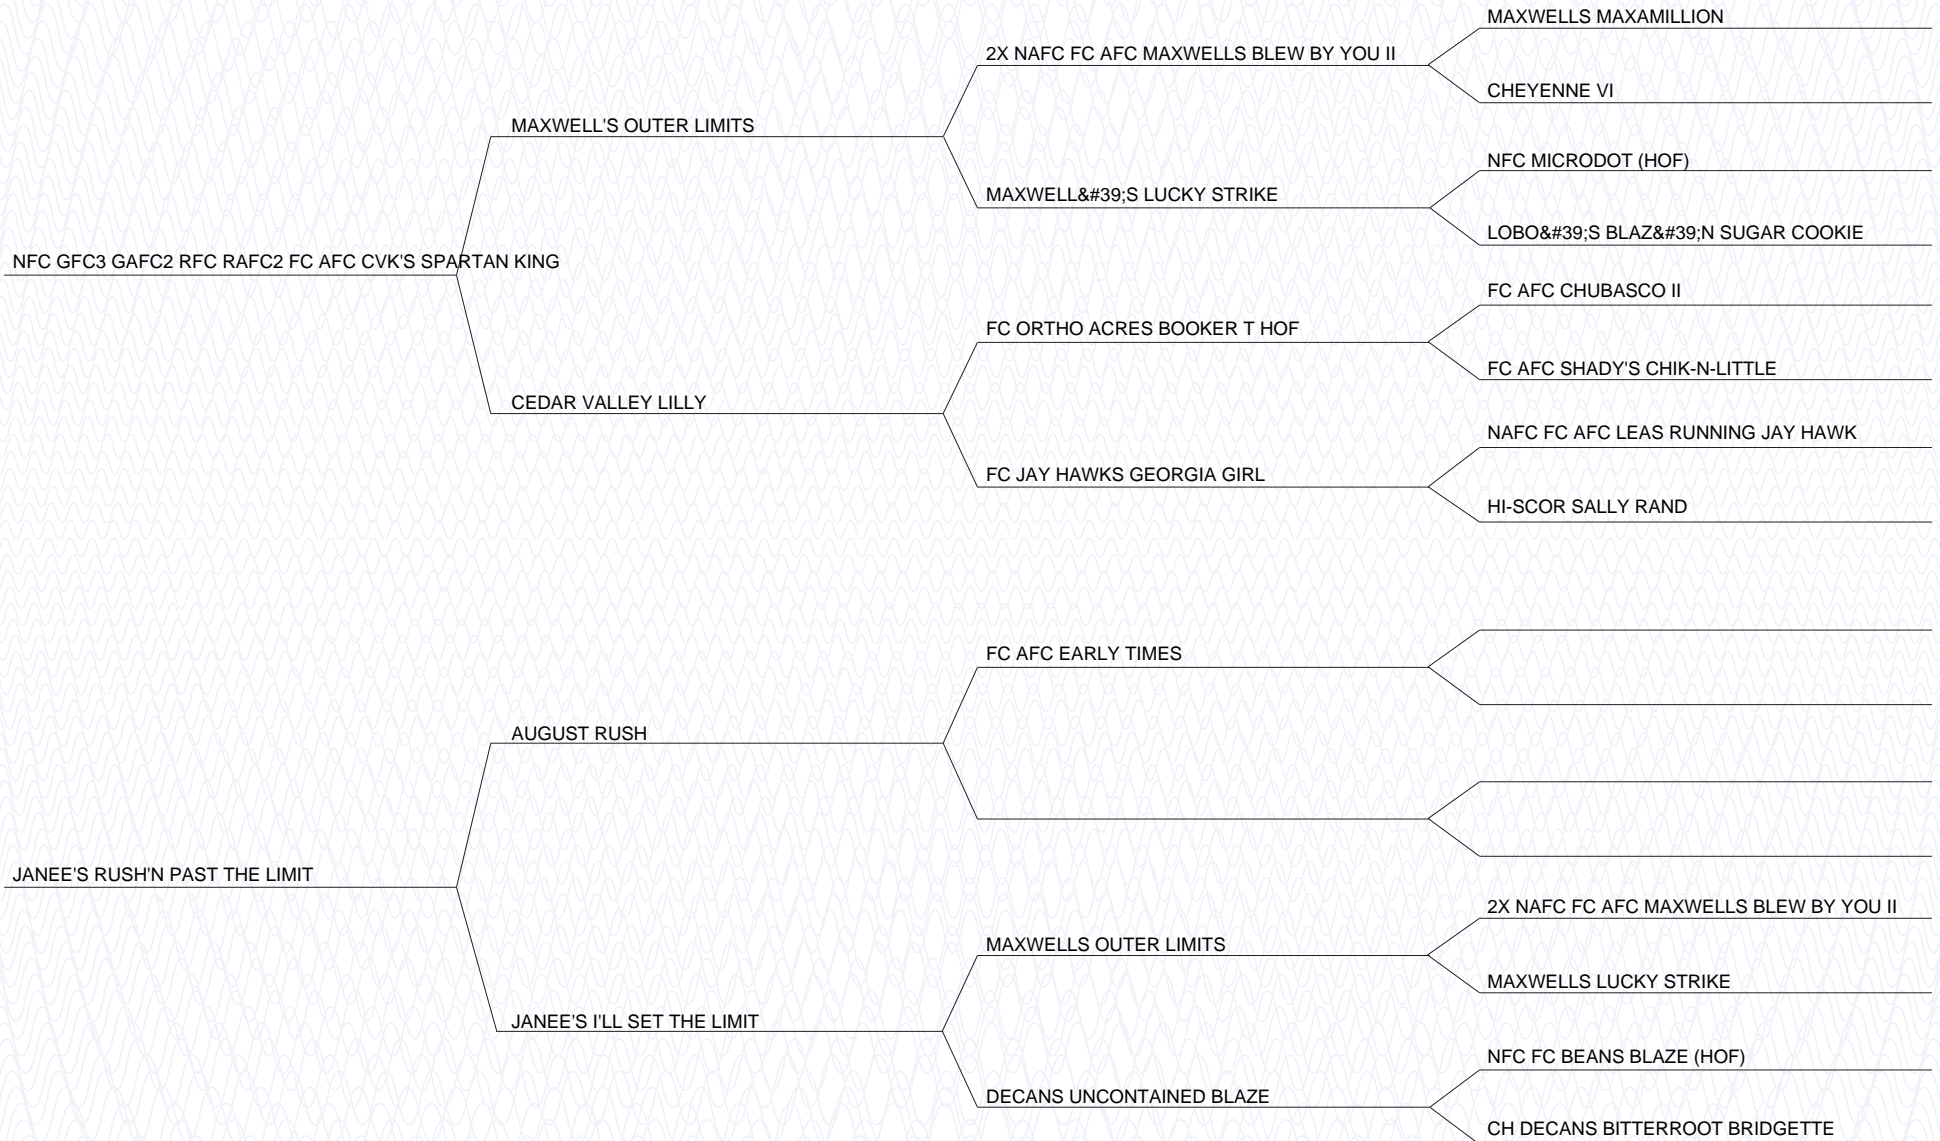 MAXWELLS MAXAMILLION
2X NAFC FC AFC MAXWELLS BLEW BY YOU II
CHEYENNE VI
MAXWELL'S OUTER LIMITS
NFC MICRODOT (HOF)
MAXWELL&#39;S LUCKY STRIKE
LOBO&#39;S BLAZ&#39;N SUGAR COOKIE
NFC GFC3 GAFC2 RFC RAFC2 FC AFC CVK'S SPARTAN KING
FC AFC CHUBASCO II
FC ORTHO ACRES BOOKER T HOF
FC AFC SHADY'S CHIK-N-LITTLE
CEDAR VALLEY LILLY
NAFC FC AFC LEAS RUNNING JAY HAWK
FC JAY HAWKS GEORGIA GIRL
HI-SCOR SALLY RAND
FC AFC EARLY TIMES
AUGUST RUSH
JANEE'S RUSH'N PAST THE LIMIT
2X NAFC FC AFC MAXWELLS BLEW BY YOU II
MAXWELLS OUTER LIMITS
MAXWELLS LUCKY STRIKE
JANEE'S I'LL SET THE LIMIT
NFC FC BEANS BLAZE (HOF)
DECANS UNCONTAINED BLAZE
CH DECANS BITTERROOT BRIDGETTE